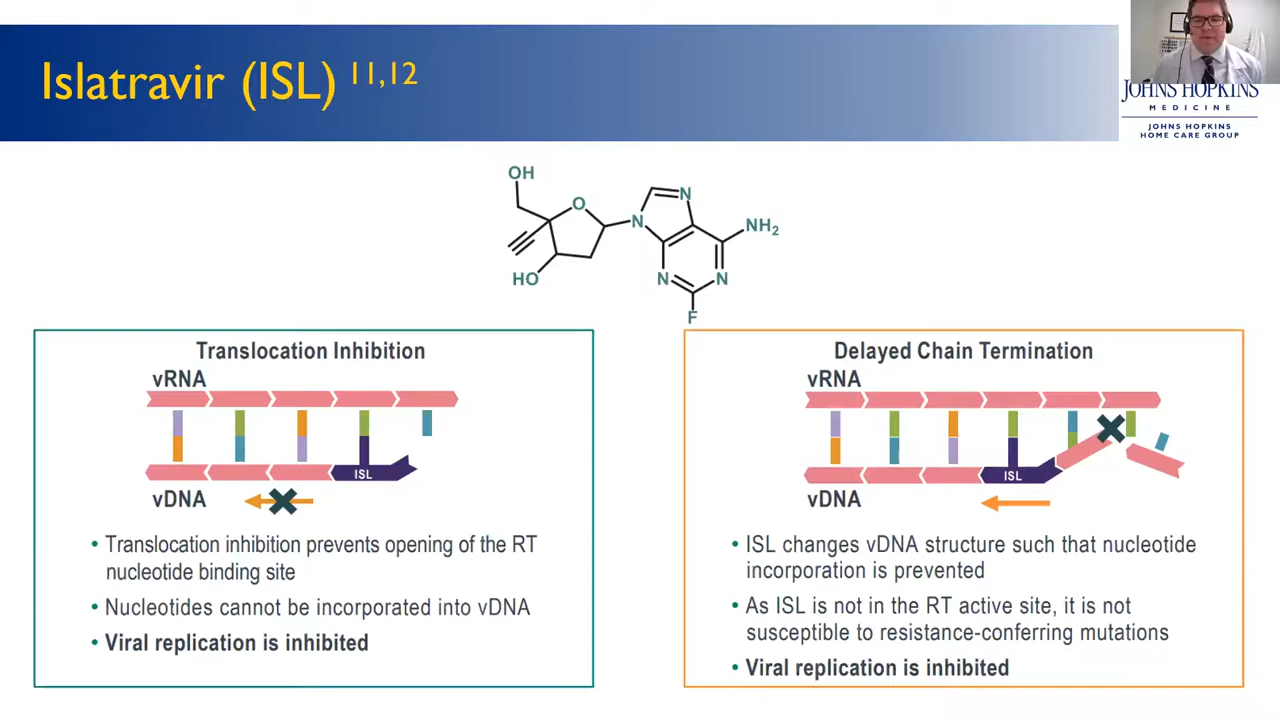 Islatravir (ISL) 11,12
JOHNS HOPKINS
MEDICINE
JOHNS HOPKINS
HOME CARE GROUP
OH
O
N
N
NH₂
HO
N
N
F
Translocation Inhibition
vRNA
ISL
vDNA
• Translocation inhibition prevents opening of the RT
nucleotide binding site
• Nucleotides cannot be incorporated into vDNA
• Viral replication is inhibited
Delayed Chain Termination
vRNA
ISL
vDNA
• ISL changes vDNA structure such that nucleotide
incorporation is prevented
• As ISL is not in the RT active site, it is not
susceptible to resistance-conferring mutations
• Viral replication is inhibited